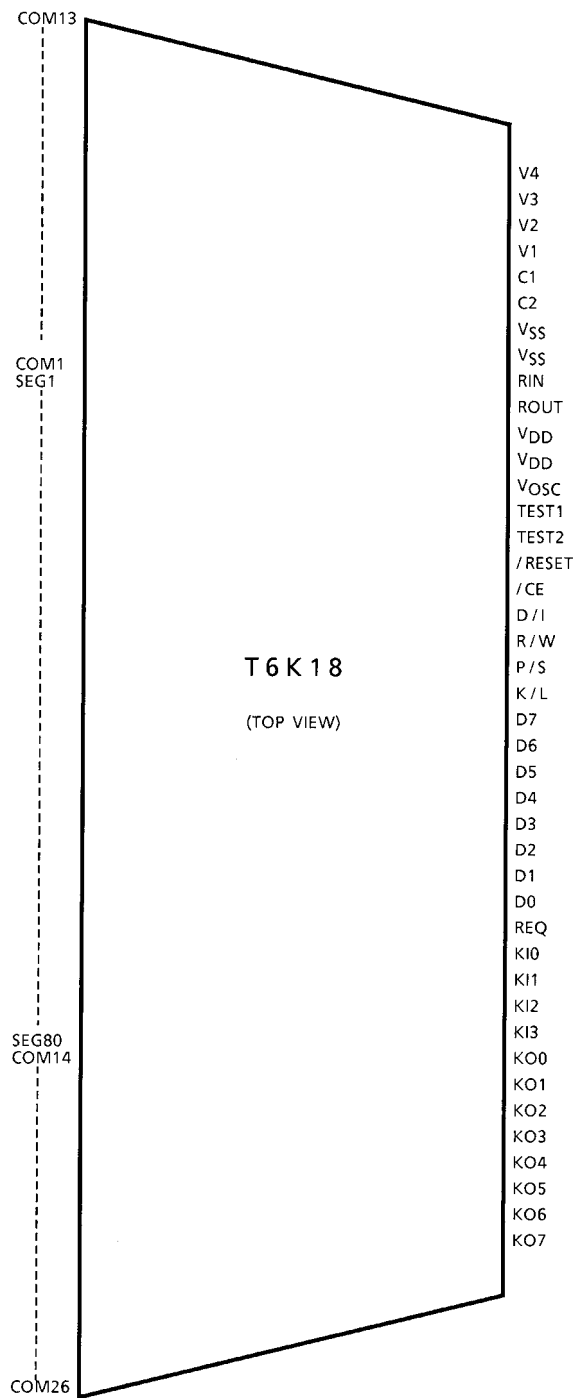 COM13
COM1
SEG1
SEG80
COM14
COM26
T6K18
(TOP VIEW)
V4
V3
V2
V1
C1
C2
VSS
VSS
RIN
ROUT
VDD
VDD
VOSC
TEST1
TEST2
/RESET
/CE
D/I
R/W
P/S
K/L
D7
D6
D5
D4
D3
D2
D1
D0
REQ
KI0
KI1
KI2
KI3
KO0
KO1
KO2
KO3
KO4
KO5
KO6
KO7